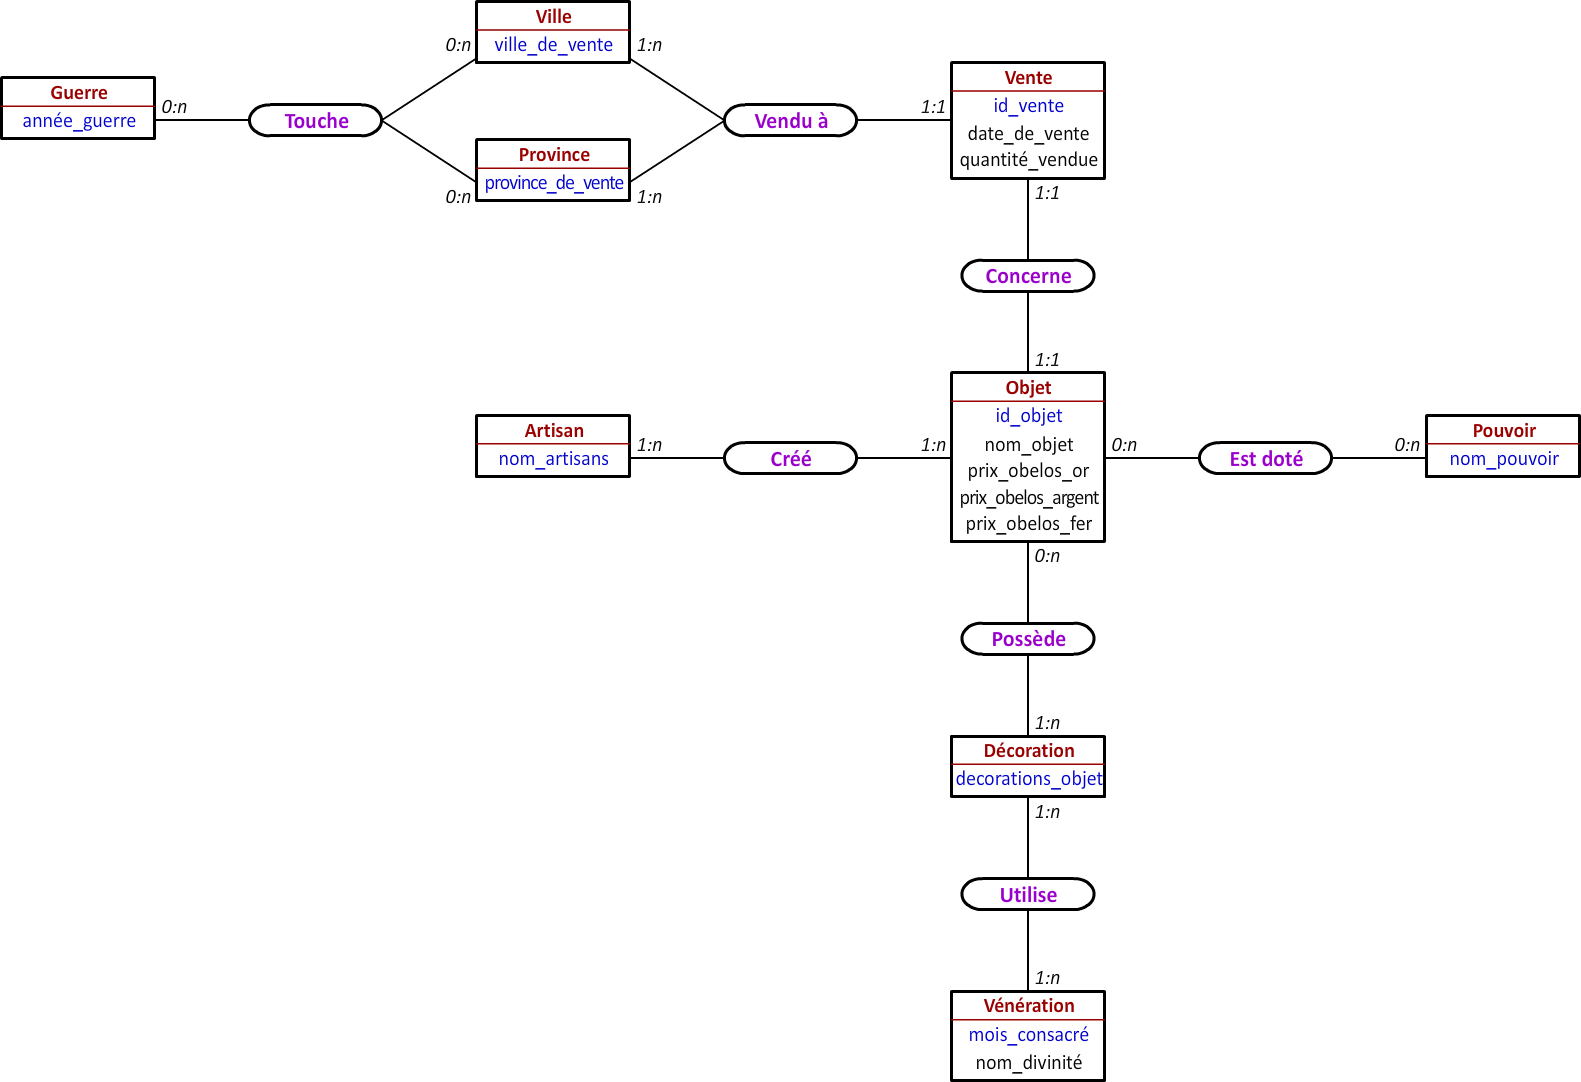 Ville
ville_de_vente
0:n
1:n
Guerre
année_guerre
0:n
Touche
Vendu à
1:1
Vente
id_vente
date_de_vente
quantité_vendue
Province
province_de_vente
0:n
1:n
1:1
Concerne
1:1
Objet
id_objet
nom_objet
prix_obelos_or
prix_obelos_argent
prix_obelos_fer
Artisan
nom_artisans
1:n
Créé
1:n
0:n
Est doté
0:n
Pouvoir
nom_pouvoir
0:n
Possède
1:n
Décoration
decorations_objet
1:n
Utilise
1:n
Vénération
mois_consacré
nom_divinité